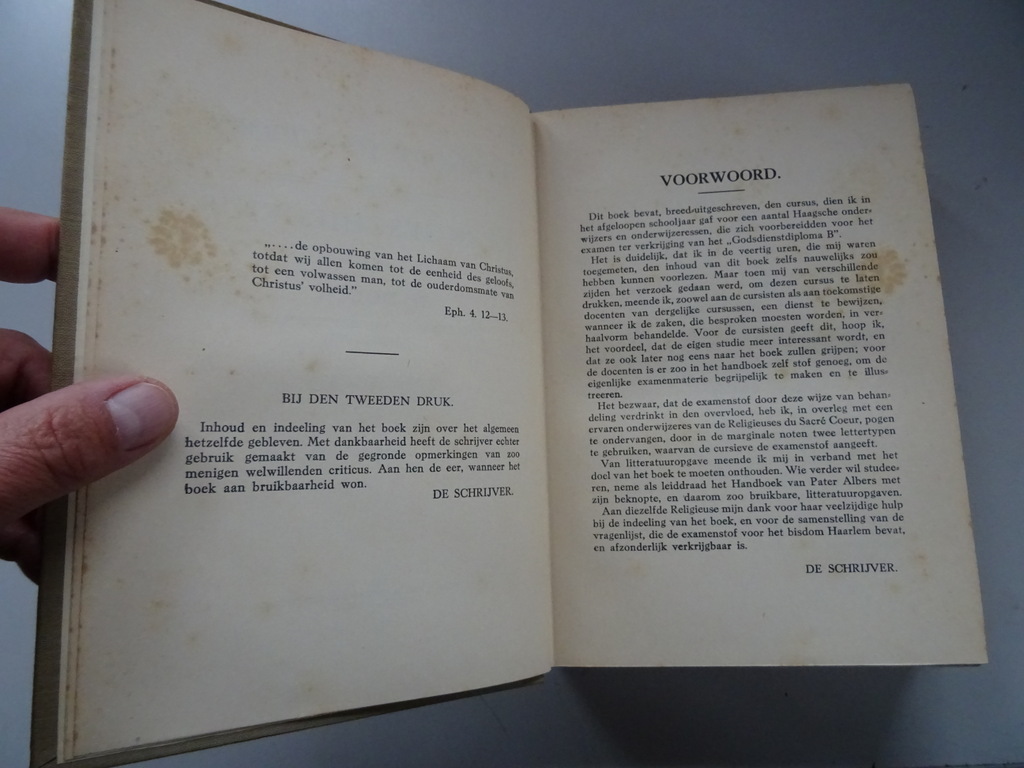 „....de opbouwing van het Lichaam van Christus,
totdat wij allen komen tot de eenheid des geloofs,
tot een volwassen man, tot de ouderdomsmate van
Christus' volheid."
Eph. 4. 12—13.
BIJ DEN TWEEDEN DRUK.
Inhoud en indeeling van het boek zijn over het algemeen
hetzelfde gebleven. Met dankbaarheid heeft de schrijver echter
gebruik gemaakt van de gegronde opmerkingen van zoo
menigen welwillenden criticus. Aan hen de eer, wanneer het
boek aan bruikbaarheid won.
DE SCHRIJVER.
VOORWOORD.
Dit boek bevat, breed-uitgeschreven, den cursus, dien ik in
het afgeloopen schooljaar gaf voor een aantal Haagsche onder-
wijzers en onderwijzeressen, die zich voorbereidden voor het
examen ter verkrijging van het „Godsdienstdiploma B".
Het is duidelijk, dat ik in de veertig uren, die mij waren
toegemeten, den inhoud van dit boek zelfs nauwelijks zou
hebben kunnen voorlezen. Maar toen mij van verschillende
zijden het verzoek gedaan werd, om dezen cursus te laten
drukken, meende ik, zoowel aan de cursisten als aan toekomstige
docenten van dergelijke cursussen, een dienst te bewijzen,
wanneer ik de zaken, die besproken moesten worden, in ver-
haalvorm behandelde. Voor de cursisten geeft dit, hoop ik,
het voordeel, dat de eigen studie meer interessant wordt, en
dat ze ook later nog eens naar het boek zullen grijpen; voor
de docenten is er zoo in het handboek zelf stof genoeg, om de
eigenlijke examenmaterie begrijpelijk te maken en te illus-
treeren.
Het bezwaar, dat de examenstof door deze wijze van behan-
deling verdrinkt in den overvloed, heb ik, in overleg met een
ervaren onderwijzeres van de Religieuses du Sacré Coeur, pogen
te ondervangen, door in de marginale noten twee lettertypen
te gebruiken, waarvan de cursieve de examenstof aangeeft.
Van litteratuuropgave meende ik mij in verband met het
doel van het boek te moeten onthouden. Wie verder wil studee-
ren, neme als leiddraad het Handboek van Pater Albers met
zijn beknopte, en daarom zoo bruikbare, litteratuuropgaven.
Aan diezelfde Religieuse mijn dank voor haar veelzijdige hulp
bij de indeeling van het boek, en voor de samenstelling van de
vragenlijst, die de examenstof voor het bisdom Haarlem bevat,
en afzonderlijk verkrijgbaar is.
DE SCHRIJVER.